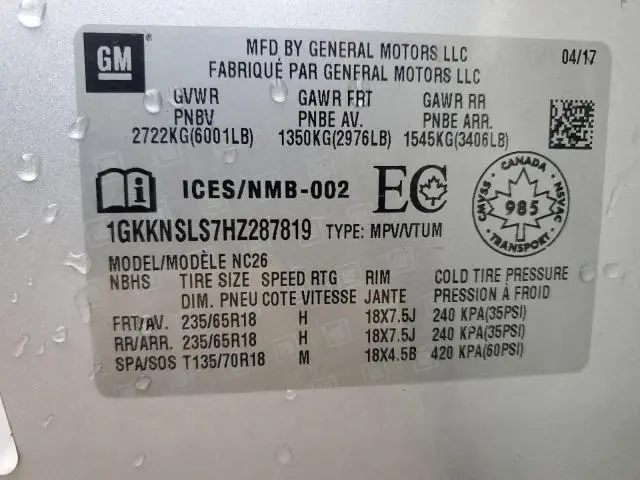 GM
MFD BY GENERAL MOTORS LLC 04/17
FABRIQUÉ PAR GENERAL MOTORS LLC
GVWR GAWR FRT GAWR RR
PNBV PNBE AV. PNBE ARR.
2722KG(6001LB) 1350KG(2976LB) 1545KG(3406LB)
ICES/NMB-002 EC
CANADA
CMVSS 985 NSVAC
TRANSPORT
1GKKNSLS7HZ287819 TYPE: MPV/VTUM
MODEL/MODÈLE NC26
NBHS TIRE SIZE SPEED RTG RIM COLD TIRE PRESSURE
DIM. PNEU COTE VITESSE JANTE PRESSION À FROID
FRT/AV. 235/65R18 H 18X7.5J 240 KPA(35PSI)
RR/ARR. 235/65R18 H 18X7.5J 240 KPA(35PSI)
SPA/SOS T135/70R18 M 18X4.5B 420 KPA(60PSI)